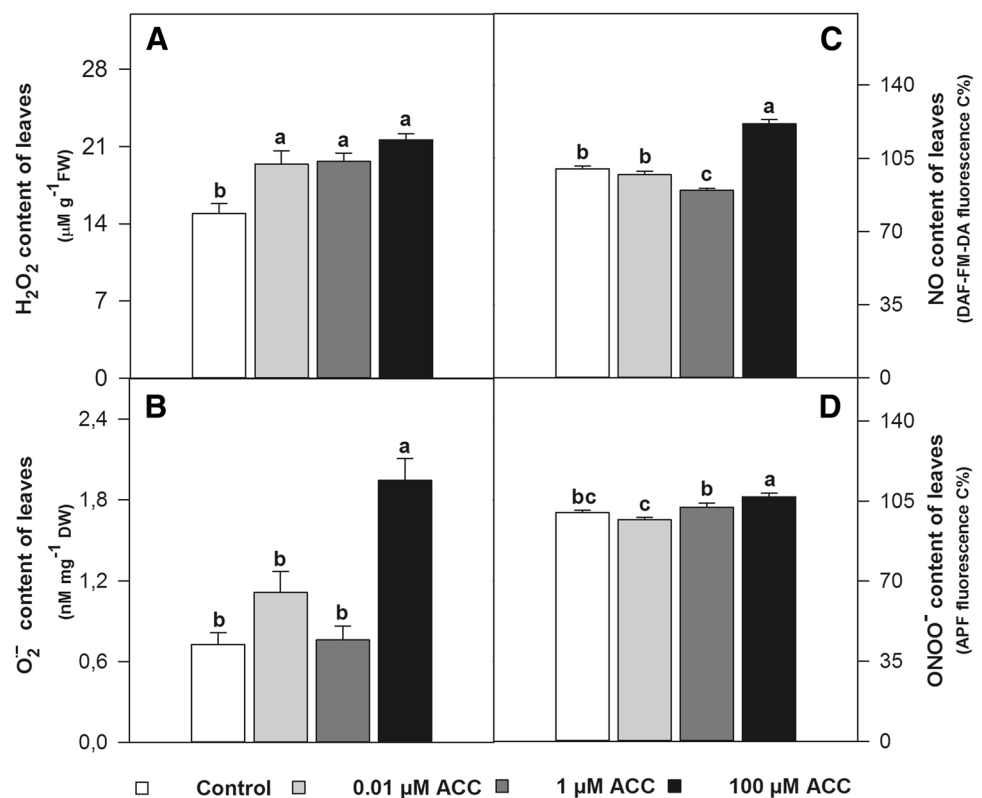 A
28
21
14
7
0
H2O2 content of leaves
(µM g-1FW)
b
a
a
a
C
140
105
70
35
0
NO content of leaves
(DAF-FM-DA fluorescence C%)
b
b
c
a
B
2,4
1,8
1,2
0,6
0,0
O2.- content of leaves
(nM mg-1 DW)
b
b
b
a
D
140
105
70
35
0
ONOO- content of leaves
(APF fluorescence C%)
bc
c
b
a
Control 0.01 µM ACC 1 µM ACC 100 µM ACC